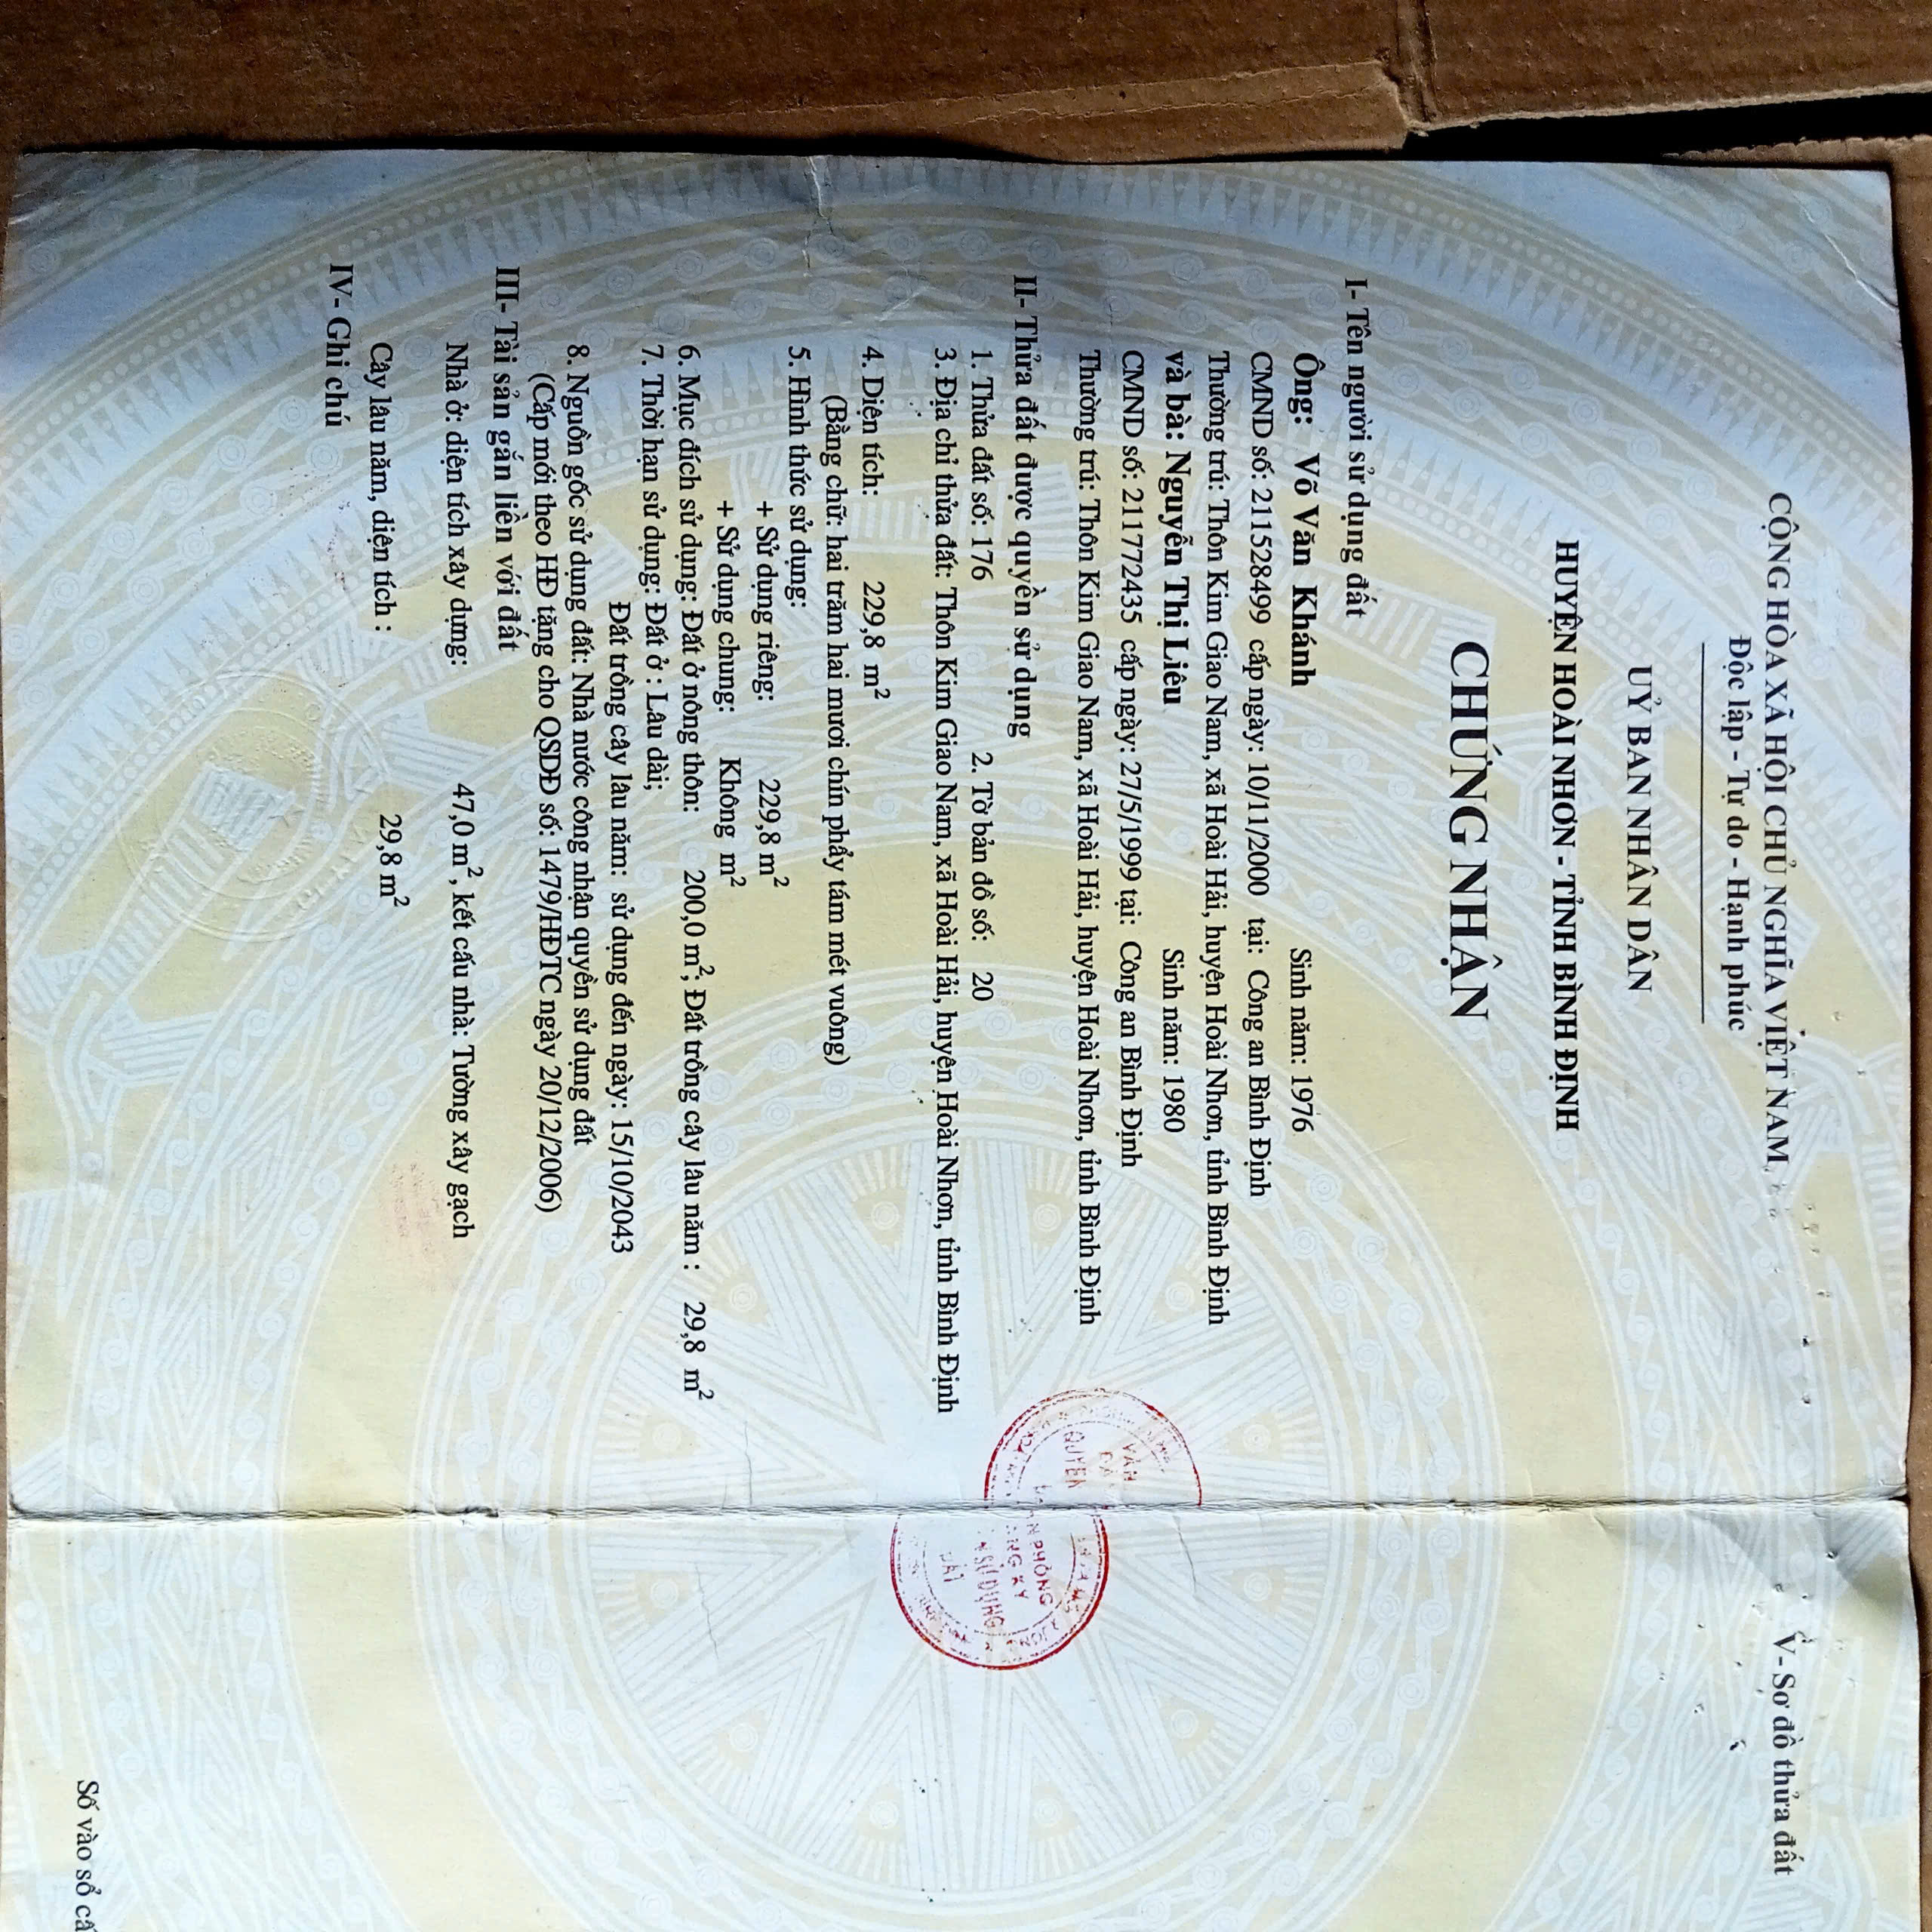 CỘNG HÒA XÃ HỘI CHỦ NGHĨA VIỆT NAM
Độc lập - Tự do - Hạnh phúc
UỶ BAN NHÂN DÂN
HUYỆN HOÀI NHƠN - TỈNH BÌNH ĐỊNH
CHỨNG NHẬN
I- Tên người sử dụng đất
Ông: Võ Văn Khánh Sinh năm: 1976
CMND số: 211528499 cấp ngày: 10/11/2000 tại: Công an Bình Định
Thường trú: Thôn Kim Giao Nam, xã Hoài Hải, huyện Hoài Nhơn, tỉnh Bình Định
và bà: Nguyễn Thị Liêu Sinh năm: 1980
CMND số: 211772435 cấp ngày: 27/5/1999 tại: Công an Bình Định
Thường trú: Thôn Kim Giao Nam, xã Hoài Hải, huyện Hoài Nhơn, tỉnh Bình Định
II- Thửa đất được quyền sử dụng
1. Thửa đất số: 176 2. Tờ bản đồ số: 20
3. Địa chỉ thửa đất: Thôn Kim Giao Nam, xã Hoài Hải, huyện Hoài Nhơn, tỉnh Bình Định
4. Diện tích: 229,8 m²
(Bằng chữ: hai trăm hai mươi chín phẩy tám mét vuông)
5. Hình thức sử dụng:
+ Sử dụng riêng: 229,8 m²
+ Sử dụng chung: Không m²
6. Mục đích sử dụng: Đất ở nông thôn: 200,0 m²; Đất trồng cây lâu năm : 29,8 m²
7. Thời hạn sử dụng: Đất ở : Lâu dài;
Đất trồng cây lâu năm: sử dụng đến ngày: 15/10/2043
8. Nguồn gốc sử dụng đất: Nhà nước công nhận quyền sử dụng đất
(Cấp mới theo HĐ tặng cho QSDĐ số: 1479/HĐTC ngày 20/12/2006)
III- Tài sản gắn liền với đất
Nhà ở: diện tích xây dựng: 47,0 m², kết cấu nhà: Tường xây gạch
Cây lâu năm, diện tích : 29,8 m²
IV- Ghi chú
VĂN
QUYỀN
PHÒNG
KÝ
SỬ DỤNG
V- Sơ đồ thửa đất
Số vào sổ